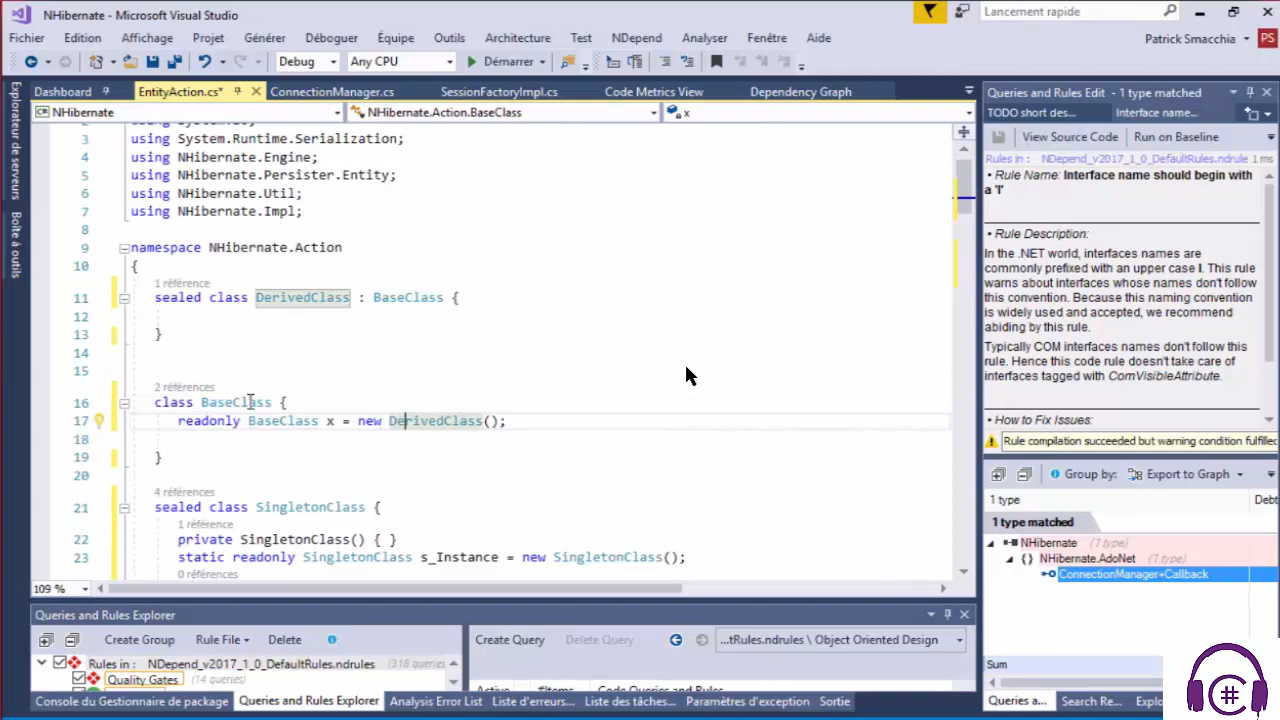 NHibernate - Microsoft Visual Studio
Lancement rapide
Fichier Edition Affichage Projet Générer Déboguer Équipe Outils Architecture Test NDepend Analyser Fenêtre Aide
Patrick Smacchia PS
Debug Any CPU Démarrer
Explorateur de serveurs
Boîte à outils
Dashboard EntityAction.cs* ConnectionManager.cs SessionFactoryImpl.cs Code Metrics View Dependency Graph
NHibernate NHibernate.Action.BaseClass x
3 using System.Runtime.Serialization;
4 using NHibernate.Engine;
5 using NHibernate.Persister.Entity;
6 using NHibernate.Util;
7 using NHibernate.Impl;
8
9 namespace NHibernate.Action
10 {
1 référence
11 sealed class DerivedClass : BaseClass {
12
13 }
14
15
2 références
16 class BaseClass {
17 readonly BaseClass x = new DerivedClass();
18
19 }
20
4 références
21 sealed class SingletonClass {
1 référence
22 private SingletonClass() { }
23 static readonly SingletonClass s_Instance = new SingletonClass();
0 références
109 %
Queries and Rules Edit - 1 type matched
TODO short des... Interface name...
View Source Code Run on Baseline
Rules in : NDepend_v2017_1_0_DefaultRules.ndrule
• Rule Name: Interface name should begin with
a 'I'
• Rule Description:
In the .NET world, interfaces names are
commonly prefixed with an upper case I. This rule
warns about interfaces whose names don't follow
this convention. Because this naming convention
is widely used and accepted, we recommend
abiding by this rule.
Typically COM interfaces names don't follow this
rule. Hence this code rule doesn't take care of
interfaces tagged with ComVisibleAttribute.
• How to Fix Issues:
Rule compilation succeeded but warning condition fulfilled
Group by: Export to Graph
1 type Debt
1 type matched
NHibernate (1 type)
{ } NHibernate.AdoNet (1 type)
ConnectionManager+Callback
Sum
Queries a... Search Re... Explo
Queries and Rules Explorer
Create Group Rule File Delete
Rules in : NDepend_v2017_1_0_DefaultRules.ndrules (318 queries
Quality Gates (14 queries)
Create Query Delete Query ...tRules.ndrules \ Object Oriented Design
Active #Items Code Queries and Rules
Console du Gestionnaire de package Queries and Rules Explorer Analysis Error List Liste d'erreurs... Liste des tâches... Paramètres d'exception Sortie
#